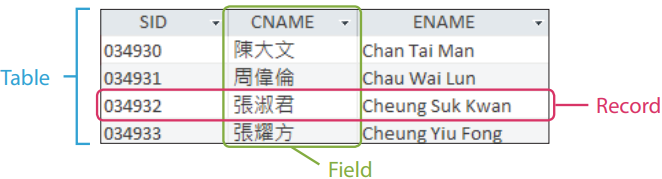 SID CNAME ENAME
034930 陳大文 Chan Tai Man
034931 周偉倫 Chau Wai Lun
034932 張淑君 Cheung Suk Kwan
034933 張耀方 Cheung Yiu Fong
Table
Record
Field